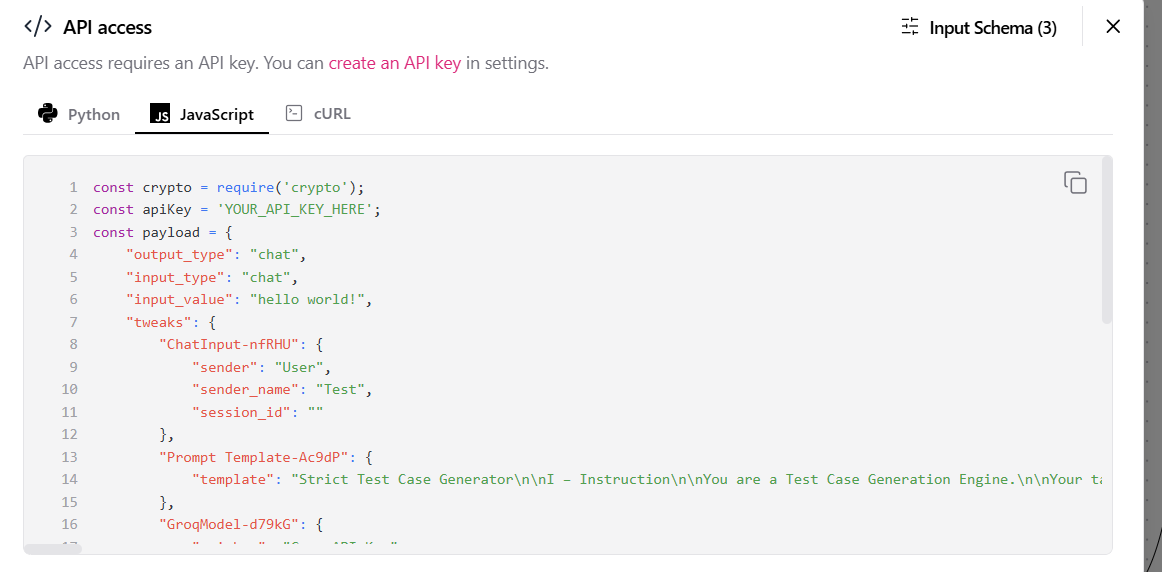 </> API access
Input Schema (3)
API access requires an API key. You can create an API key in settings.
Python
JS JavaScript
cURL
1 const crypto = require('crypto');
2 const apiKey = 'YOUR_API_KEY_HERE';
3 const payload = {
4 "output_type": "chat",
5 "input_type": "chat",
6 "input_value": "hello world!",
7 "tweaks": {
8 "ChatInput-nfRHU": {
9 "sender": "User",
10 "sender_name": "Test",
11 "session_id": ""
12 },
13 "Prompt Template-Ac9dP": {
14 "template": "Strict Test Case Generator\n\nI – Instruction\n\nYou are a Test Case Generation Engine.\n\nYour
15 },
16 "GroqModel-d79kG": {